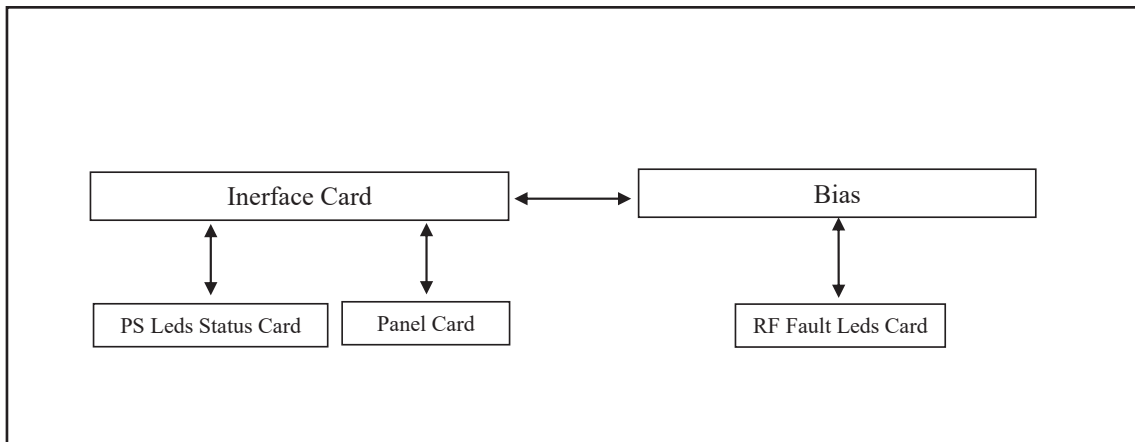 Inerface Card
Bias
PS Leds Status Card
Panel Card
RF Fault Leds Card